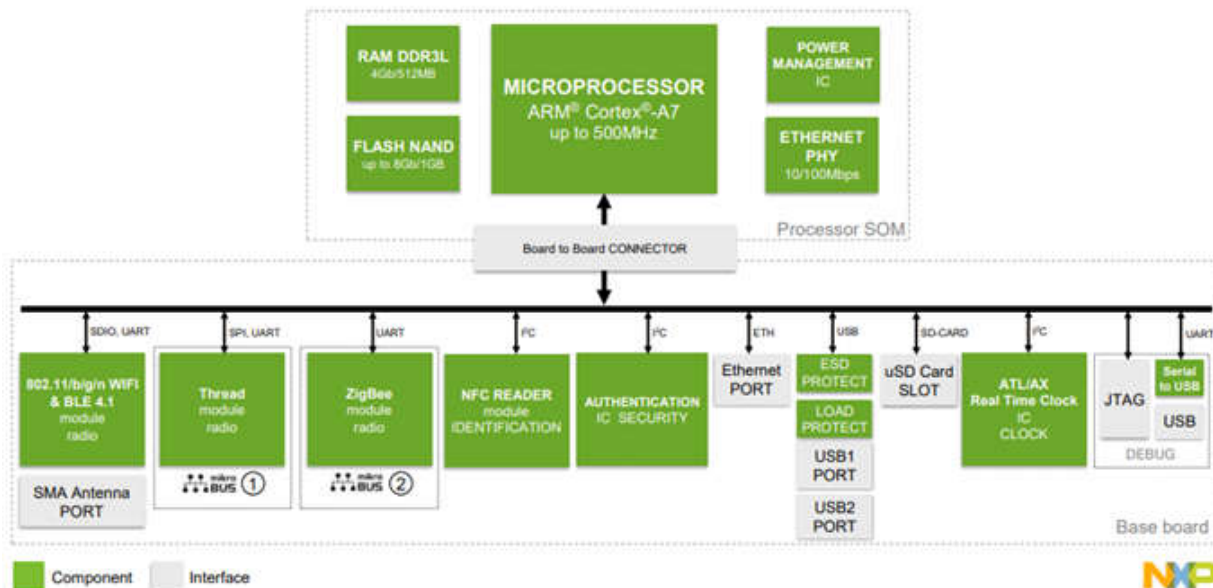 RAM DDR3L
4Gb/512MB
FLASH NAND
up to 8Gb/1GB
MICROPROCESSOR
ARM® Cortex®-A7
up to 500MHz
POWER
MANAGEMENT
IC
ETHERNET
PHY
10/100Mbps
Processor SOM
Board to Board CONNECTOR
SDIO, UART
SPI, UART
UART
I²C
I²C
ETH
USB
SD-CARD
I²C
UART
802.11/b/g/n WIFI
& BLE 4.1
module
radio
SMA Antenna
PORT
Thread
module
radio
mikro
BUS 1
ZigBee
module
radio
mikro
BUS 2
NFC READER
module
IDENTIFICATION
AUTHENTICATION
IC SECURITY
Ethernet
PORT
ESD
PROTECT
LOAD
PROTECT
USB1
PORT
USB2
PORT
uSD Card
SLOT
ATL/AX
Real Time Clock
IC
CLOCK
JTAG
Serial
to USB
USB
DEBUG
Base board
Component
Interface
NXP